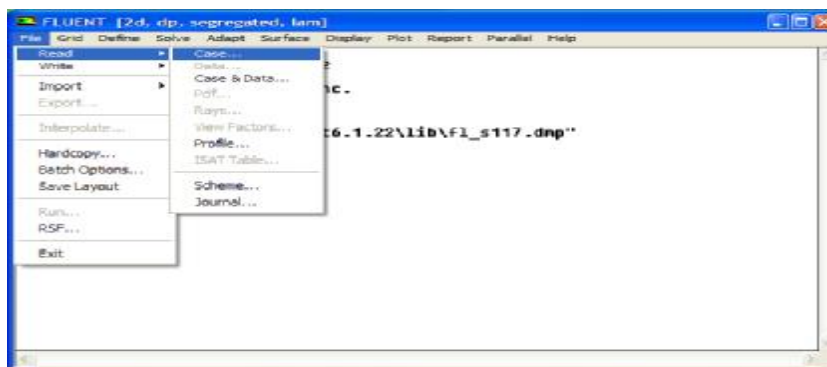 FLUENT [2d, dp, segregated, lam]
File Grid Define Solve Adapt Surface Display Plot Report Parallel Help
Read
Write
Import
Export...
Interpolate...
Hardcopy...
Batch Options...
Save Layout
Run...
RSF...
Exit
Case...
Data...
Case & Data...
Pdf...
Rays...
View Factors...
Profile...
ISAT Table...
Scheme...
Journal...
nc.
6.1.22\lib\fl_s117.dmp"